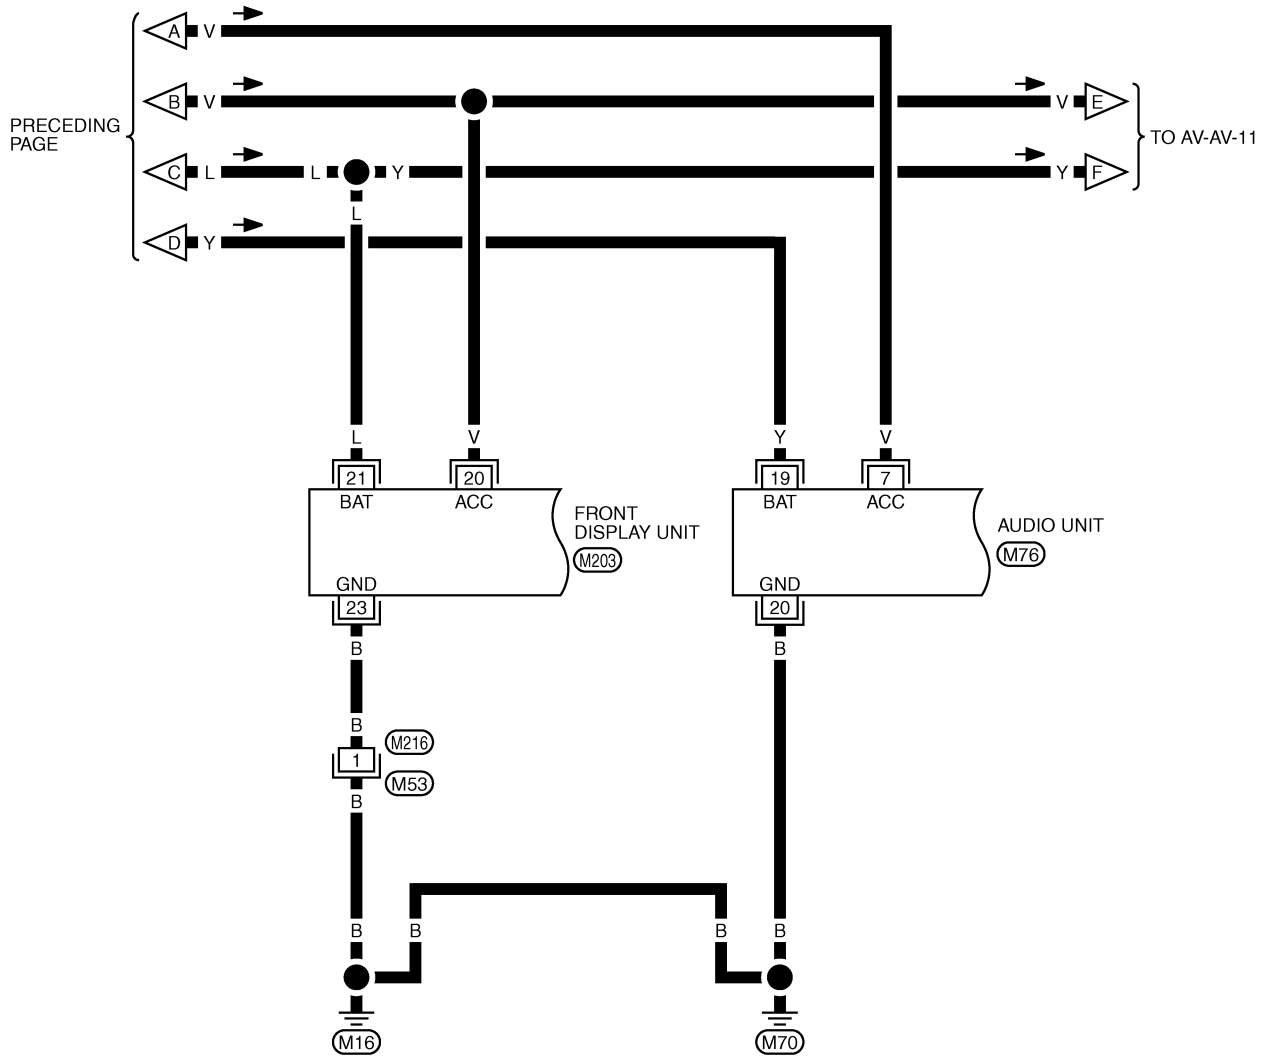 A V
B V V E
PRECEDING
PAGE
TO AV-AV-11
C L L Y Y F
L
D Y
L V Y V
21 20 19 7
BAT ACC BAT ACC
FRONT
DISPLAY UNIT
M203
AUDIO UNIT
M76
GND GND
23 20
B B
B
M216
1
M53
B
B B B B
M16 M70